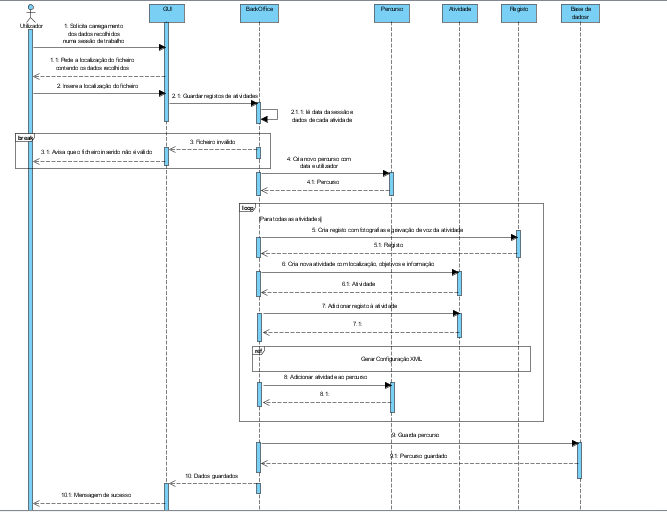 GUI
BackOffice
Percurso
Atividade
Registo
Base de
dados
Utilizador
1. Solicita carregamento
dos dados recolhidos
numa sessão de trabalho
1.1: Pede a localização do ficheiro
contendo os dados recolhidos
2: Insere a localização do ficheiro
2.1: Guardar registos de atividades
2.1.1: lê data da sessão e
dados de cada atividade
break
3: Ficheiro inválido
3.1: Avisa que o ficheiro inserido não é válido
4: Cria novo percurso com
data e utilizador
4.1: Percurso
loop
[Para todas as atividades]
5: Cria registo com fotografias e gravação de voz da atividade
5.1: Registo
6: Cria nova atividade com localização, objetivos e informação
6.1: Atividade
7: Adicionar registo à atividade
7.1:
ref
Gerar Configuração XML
8: Adicionar atividade ao percurso
8.1:
9: Guarda percurso
9.1: Percurso guardado
10: Dados guardados
10.1: Mensagem de sucesso